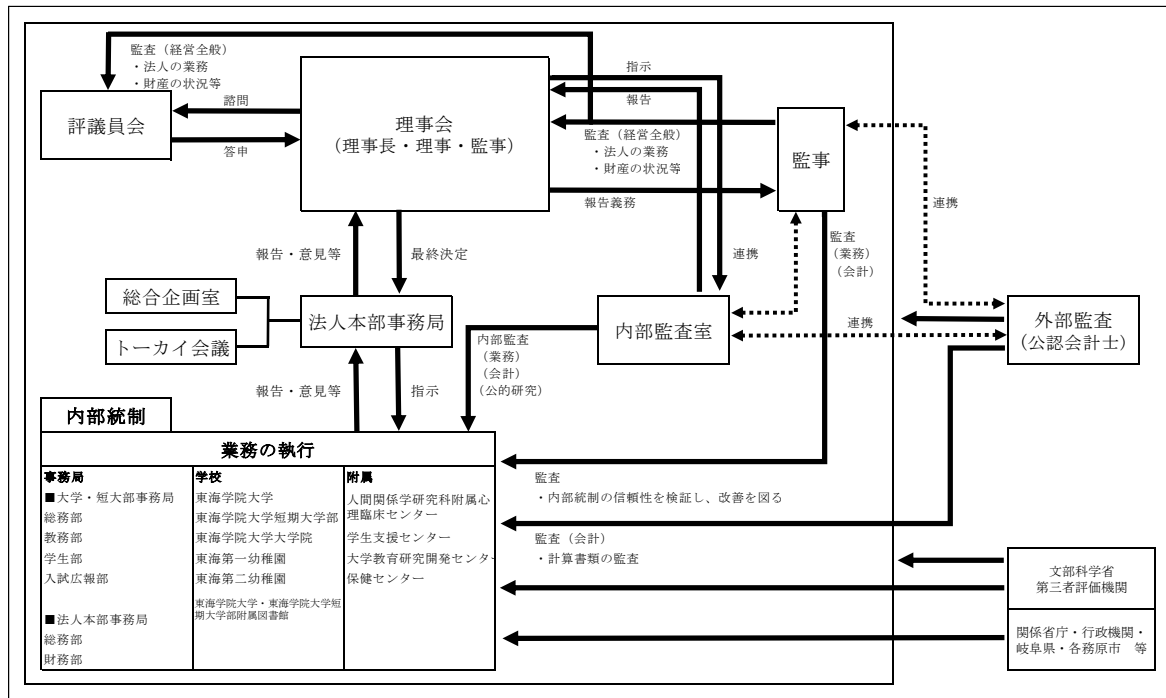 監査（経営全般）
・法人の業務
・財産の状況等
評議員会
諮問
答申
理事会
（理事長・理事・監事）
指示
報告
監査（経営全般）
・法人の業務
・財産の状況等
報告義務
監事
連携
連携
監査
（業務）
（会計）
報告・意見等
最終決定
総合企画室
トーカイ会議
法人本部事務局
内部監査室
連携
外部監査
（公認会計士）
内部監査
（業務）
（会計）
（公的研究）
報告・意見等
指示
内部統制
業務の執行
事務局
■大学・短大部事務局
総務部
教務部
学生部
入試広報部
■法人本部事務局
総務部
財務部
学校
東海学院大学
東海学院大学短期大学部
東海学院大学大学院
東海第一幼稚園
東海第二幼稚園
東海学院大学・東海学院大学短
期大学部附属図書館
附属
人間関係学研究科附属心
理臨床センター
学生支援センター
大学教育研究開発センター
保健センター
監査
・内部統制の信頼性を検証し、改善を図る
監査（会計）
・計算書類の監査
文部科学省
第三者評価機関
関係省庁・行政機関・
岐阜県・各務原市　等